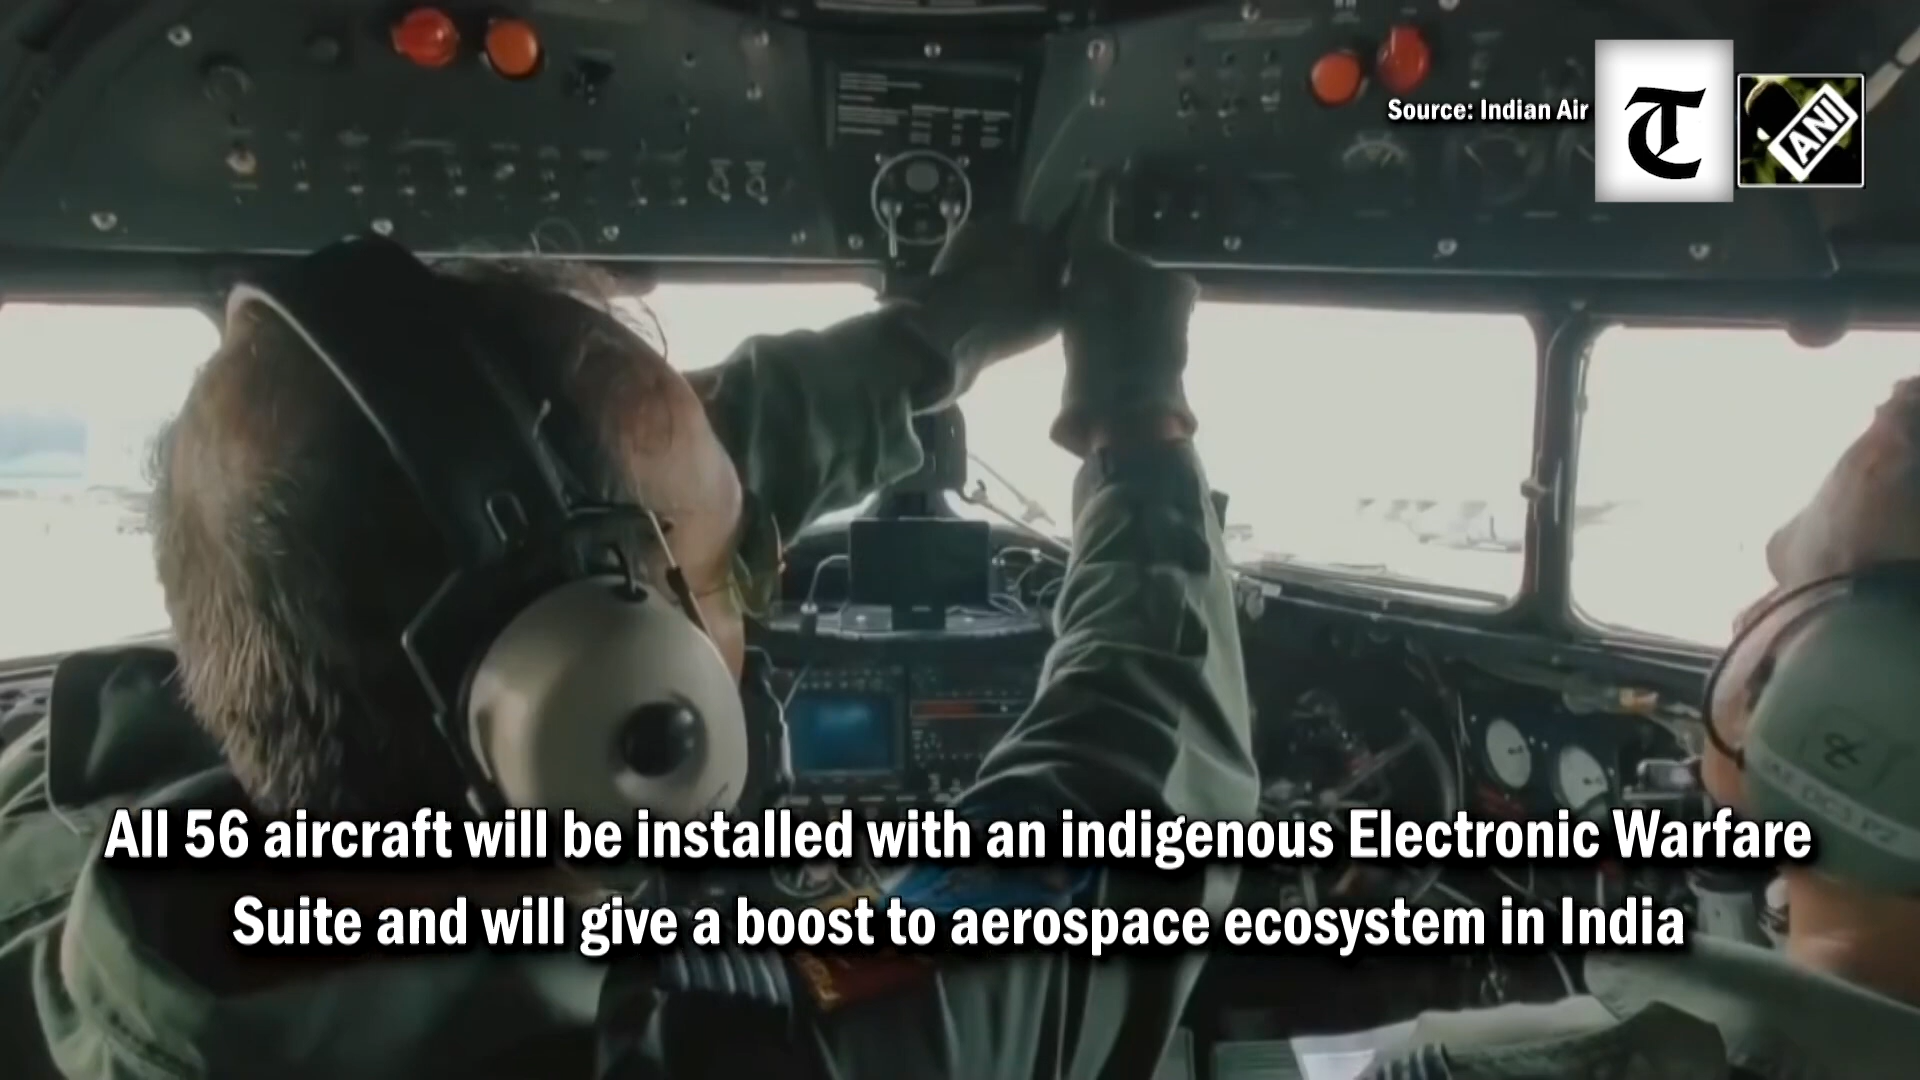 Source: Indian Air
T
ANI
All 56 aircraft will be installed with an indigenous Electronic Warfare
Suite and will give a boost to aerospace ecosystem in India